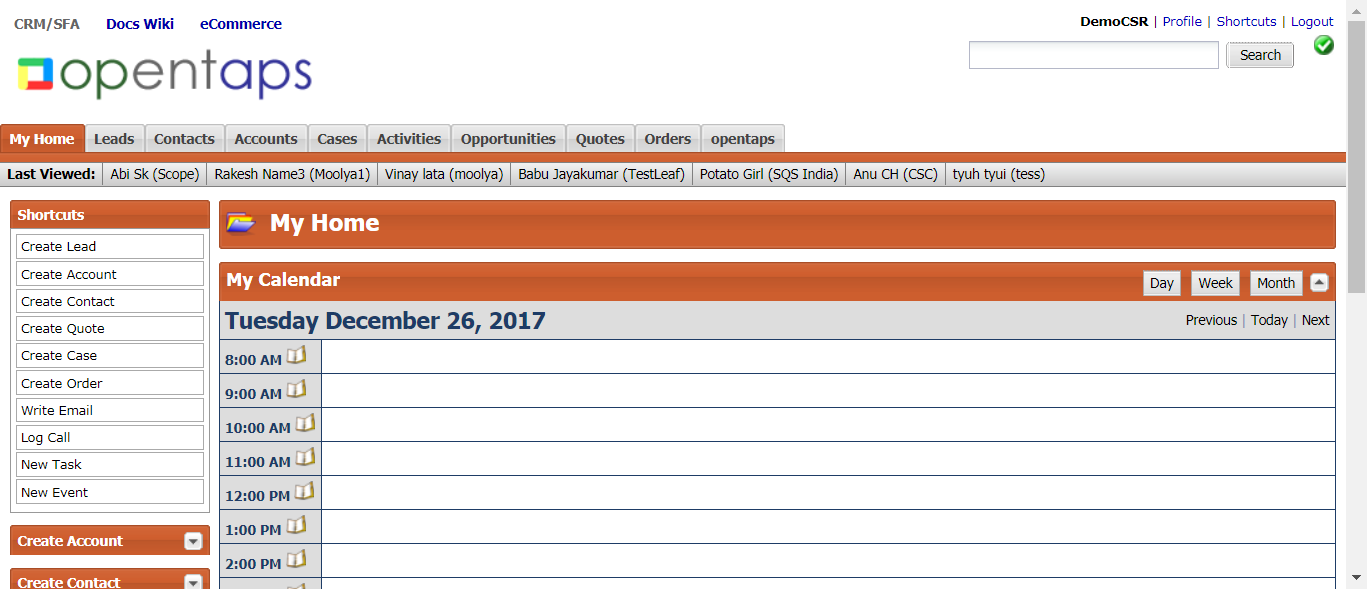 CRM/SFA Docs Wiki eCommerce
DemoCSR | Profile | Shortcuts | Logout
opentaps
Search
My Home Leads Contacts Accounts Cases Activities Opportunities Quotes Orders opentaps
Last Viewed: Abi Sk (Scope) Rakesh Name3 (Moolya1) Vinay lata (moolya) Babu Jayakumar (TestLeaf) Potato Girl (SQS India) Anu CH (CSC) tyuh tyui (tess)
Shortcuts
Create Lead
Create Account
Create Contact
Create Quote
Create Case
Create Order
Write Email
Log Call
New Task
New Event
Create Account
Create Contact
My Home
My Calendar Day Week Month
Tuesday December 26, 2017 Previous | Today | Next
8:00 AM
9:00 AM
10:00 AM
11:00 AM
12:00 PM
1:00 PM
2:00 PM